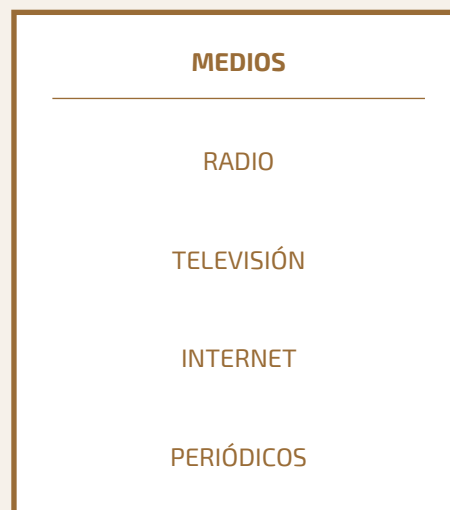 MEDIOS
RADIO
TELEVISIÓN
INTERNET
PERIÓDICOS